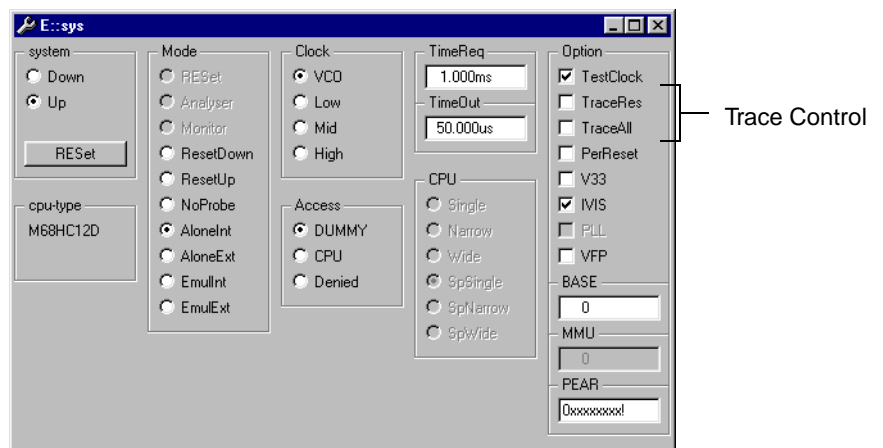 E::sys
system
Down
Up
RESet
cpu-type
M68HC12D
Mode
RESet
Analyser
Monitor
ResetDown
ResetUp
NoProbe
AloneInt
AloneExt
EmulInt
EmulExt
Clock
VCO
Low
Mid
High
Access
DUMMY
CPU
Denied
TimeReq
1.000ms
TimeOut
50.000us
CPU
Single
Narrow
Wide
SpSingle
SpNarrow
SpWide
Option
TestClock
TraceRes
TraceAll
PerReset
V33
IVIS
PLL
VFP
BASE
0
MMU
0
PEAR
0xxxxxxxx!
Trace Control